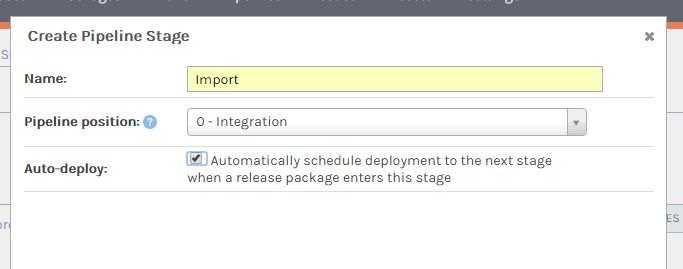 Create Pipeline Stage
Name: Import
Pipeline position: ? 0 - Integration
Auto-deploy: Automatically schedule deployment to the next stage
when a release package enters this stage
ES